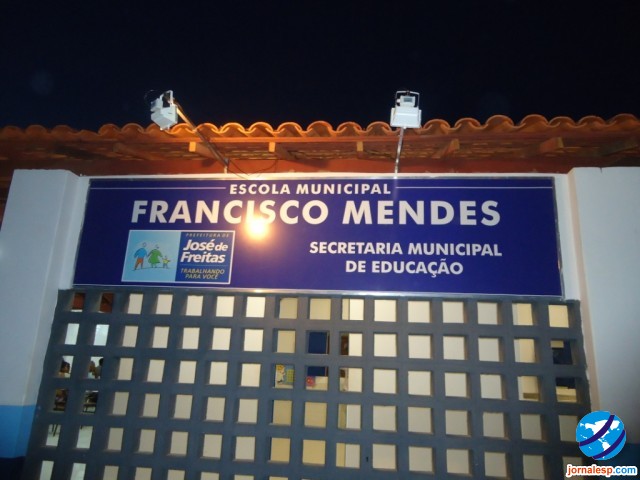 ESCOLA MUNICIPAL
FRANCISCO MENDES
PREFEITURA DE
José de
Freitas
TRABALHANDO
PARA VOCÊ
SECRETARIA MUNICIPAL
DE EDUCAÇÃO
jornalesp.com